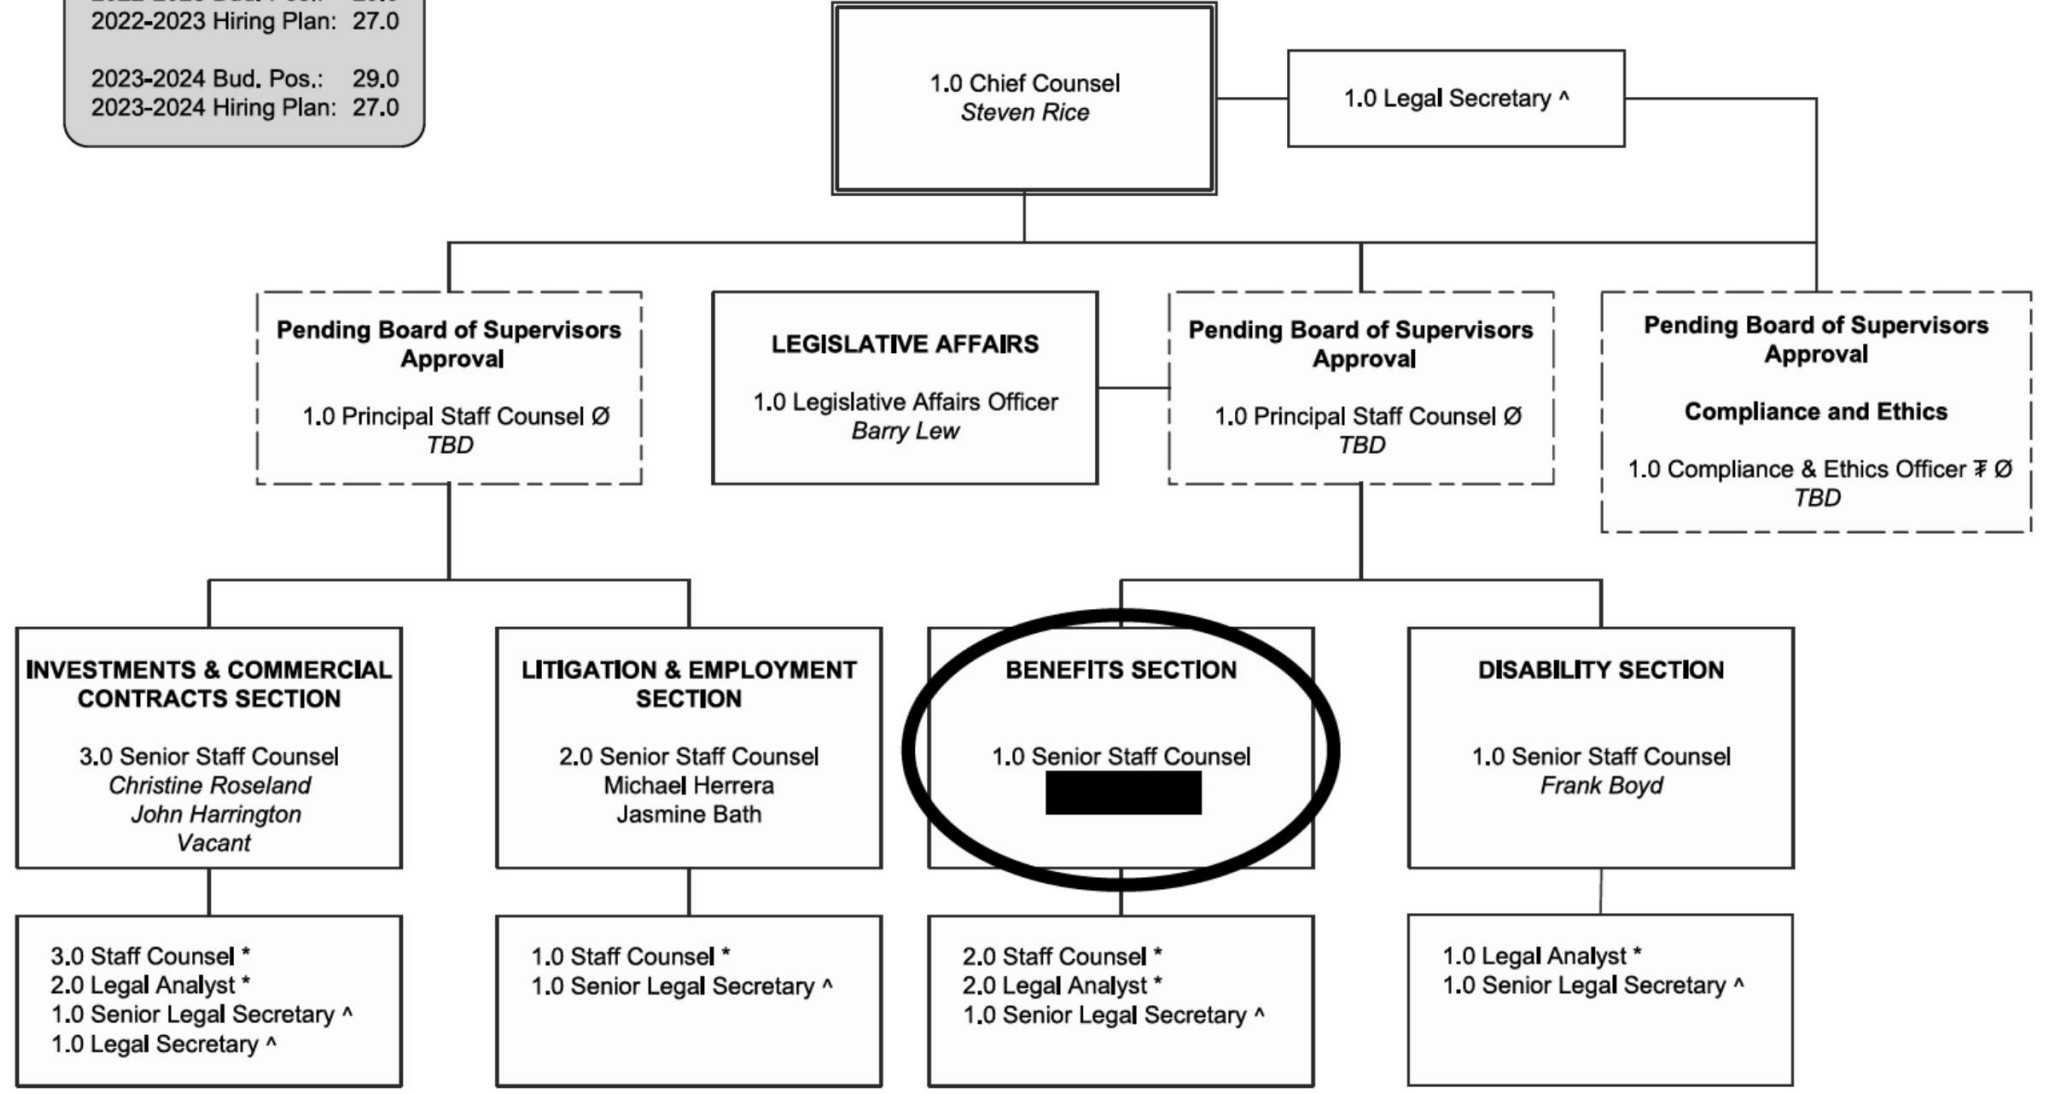 2022-2023 Hiring Plan: 27.0
2023-2024 Bud. Pos.: 29.0
2023-2024 Hiring Plan: 27.0
1.0 Chief Counsel
Steven Rice
1.0 Legal Secretary ^
Pending Board of Supervisors
Approval
1.0 Principal Staff Counsel Ø
TBD
LEGISLATIVE AFFAIRS
1.0 Legislative Affairs Officer
Barry Lew
Pending Board of Supervisors
Approval
1.0 Principal Staff Counsel Ø
TBD
Pending Board of Supervisors
Approval
Compliance and Ethics
1.0 Compliance & Ethics Officer ₮ Ø
TBD
INVESTMENTS & COMMERCIAL
CONTRACTS SECTION
3.0 Senior Staff Counsel
Christine Roseland
John Harrington
Vacant
LITIGATION & EMPLOYMENT
SECTION
2.0 Senior Staff Counsel
Michael Herrera
Jasmine Bath
BENEFITS SECTION
1.0 Senior Staff Counsel
DISABILITY SECTION
1.0 Senior Staff Counsel
Frank Boyd
3.0 Staff Counsel *
2.0 Legal Analyst *
1.0 Senior Legal Secretary ^
1.0 Legal Secretary ^
1.0 Staff Counsel *
1.0 Senior Legal Secretary ^
2.0 Staff Counsel *
2.0 Legal Analyst *
1.0 Senior Legal Secretary ^
1.0 Legal Analyst *
1.0 Senior Legal Secretary ^